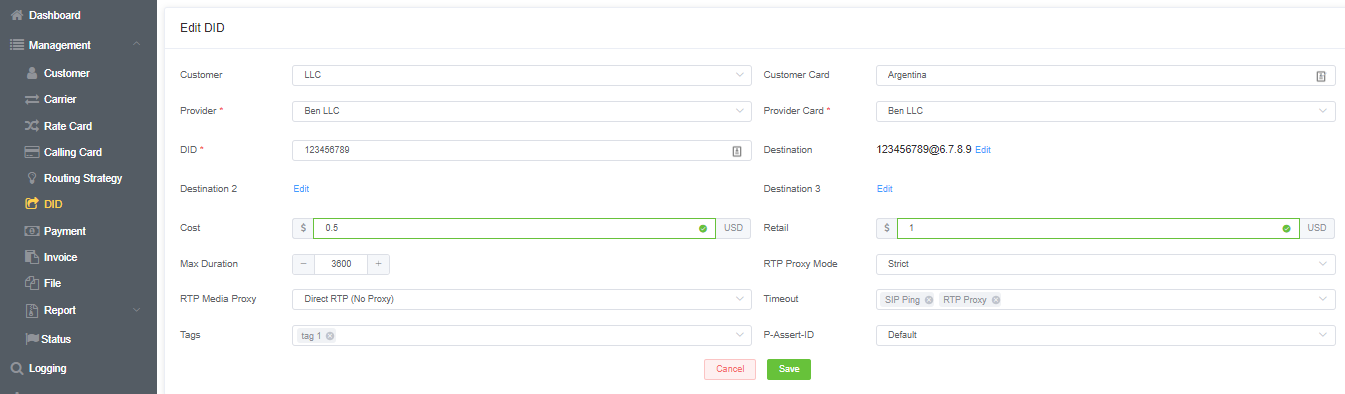 Dashboard
Management
Customer
Carrier
Rate Card
Calling Card
Routing Strategy
DID
Payment
Invoice
File
Report
Status
Logging
Edit DID
Customer LLC Customer Card Argentina
Provider * Ben LLC Provider Card * Ben LLC
DID * 123456789 Destination 123456789@6.7.8.9 Edit
Destination 2 Edit Destination 3 Edit
Cost $ 0.5 USD Retail $ 1 USD
Max Duration − 3600 + RTP Proxy Mode Strict
RTP Media Proxy Direct RTP (No Proxy) Timeout SIP Ping RTP Proxy
Tags tag 1 P-Assert-ID Default
Cancel Save